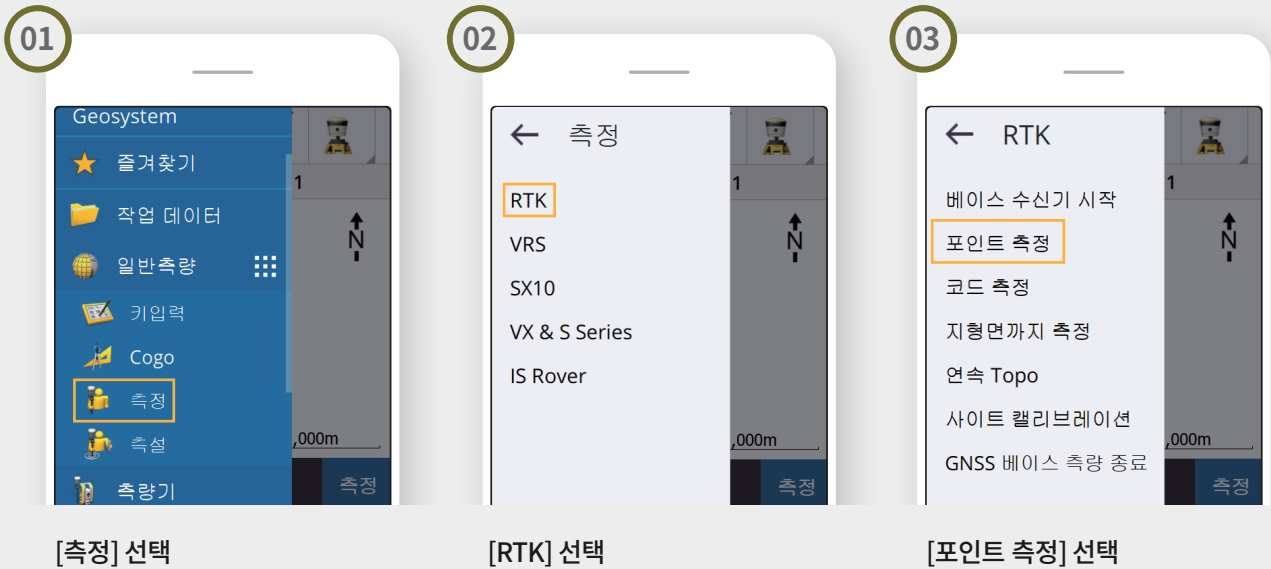 01
Geosystem
즐겨찾기
작업 데이터
일반측량
키입력
Cogo
측정
측설
측량기
1
N
,000m
측정
[측정] 선택
02
측정
RTK
VRS
SX10
VX & S Series
IS Rover
1
N
,000m
측정
[RTK] 선택
03
RTK
베이스 수신기 시작
포인트 측정
코드 측정
지형면까지 측정
연속 Topo
사이트 캘리브레이션
GNSS 베이스 측량 종료
1
N
,000m
측정
[포인트 측정] 선택